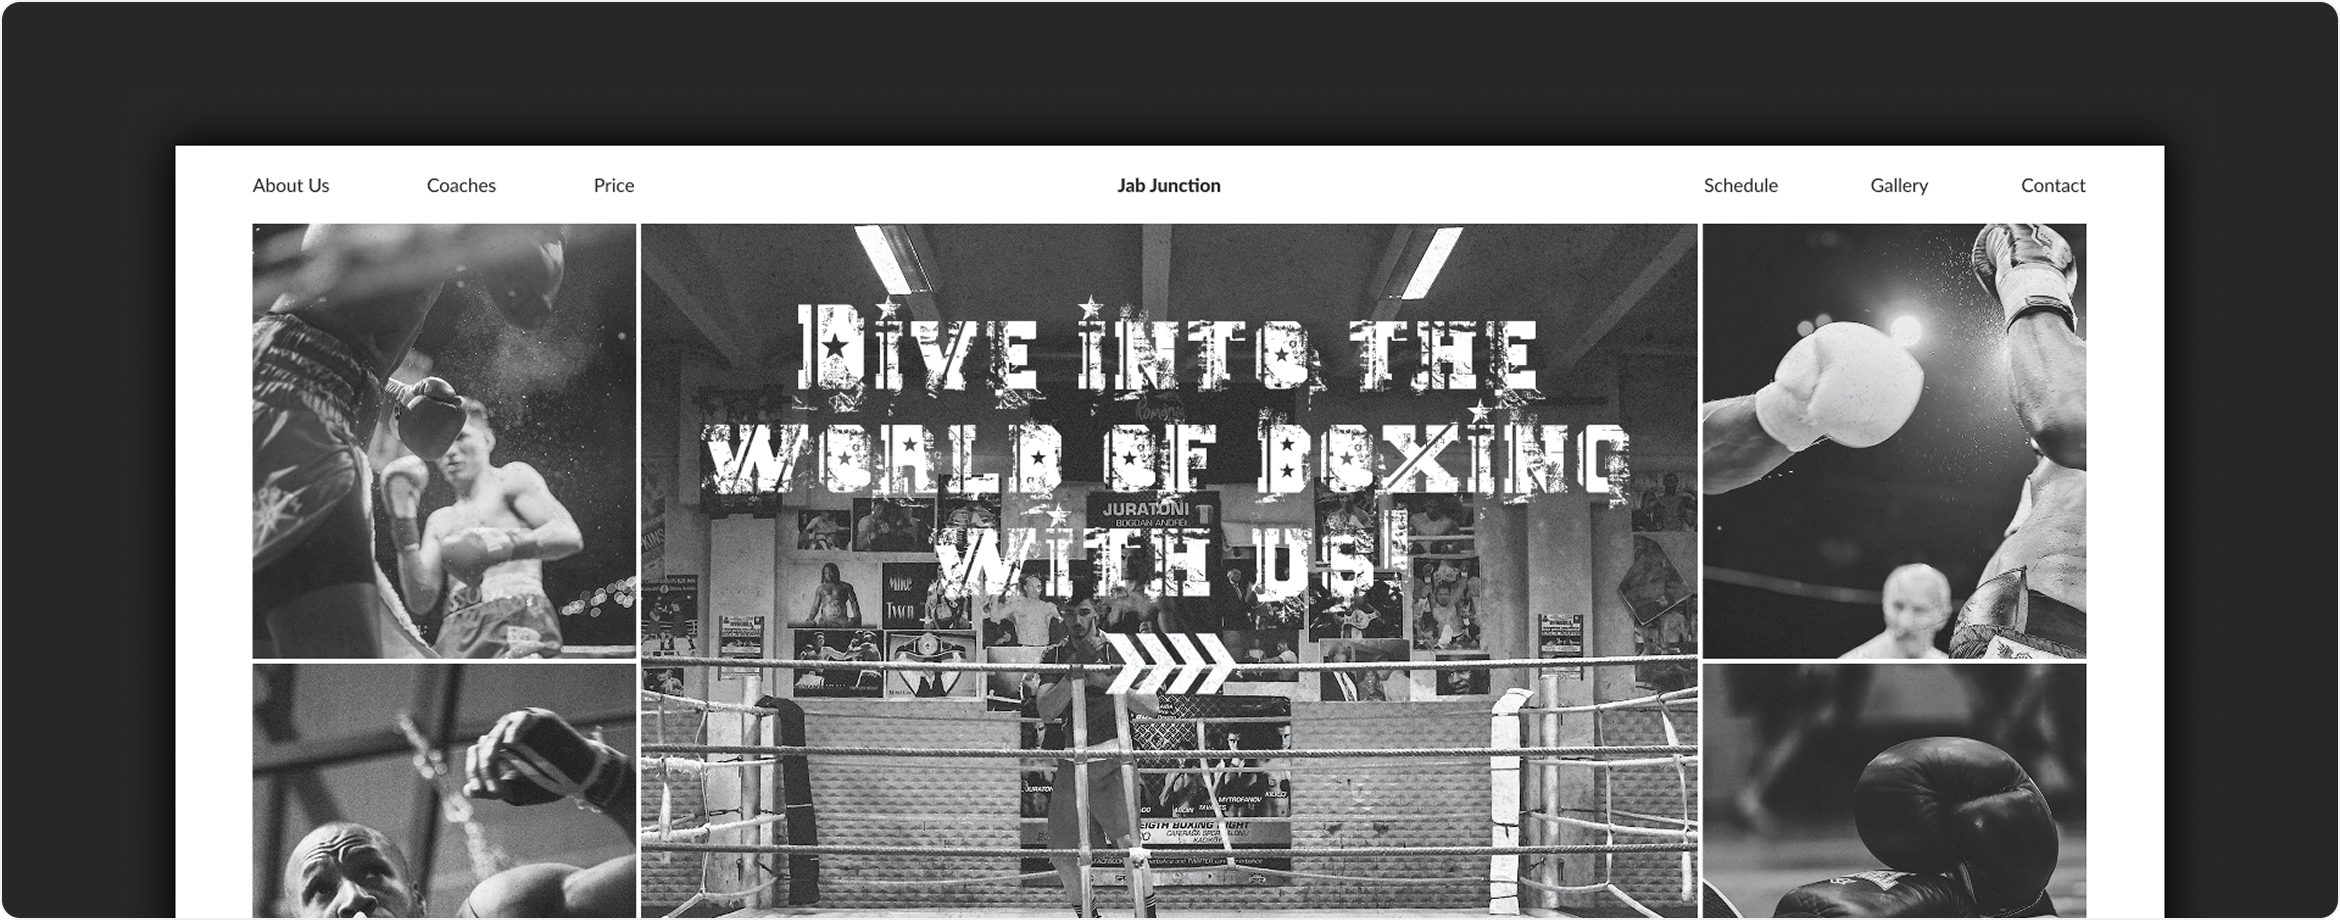 About Us
Coaches
Price
Jab Junction
Schedule
Gallery
Contact
Dive into the
world of boxing
with us!
JURATONI
BOGDAN ANDREI
Mike
Tyson
MYTROFANOV